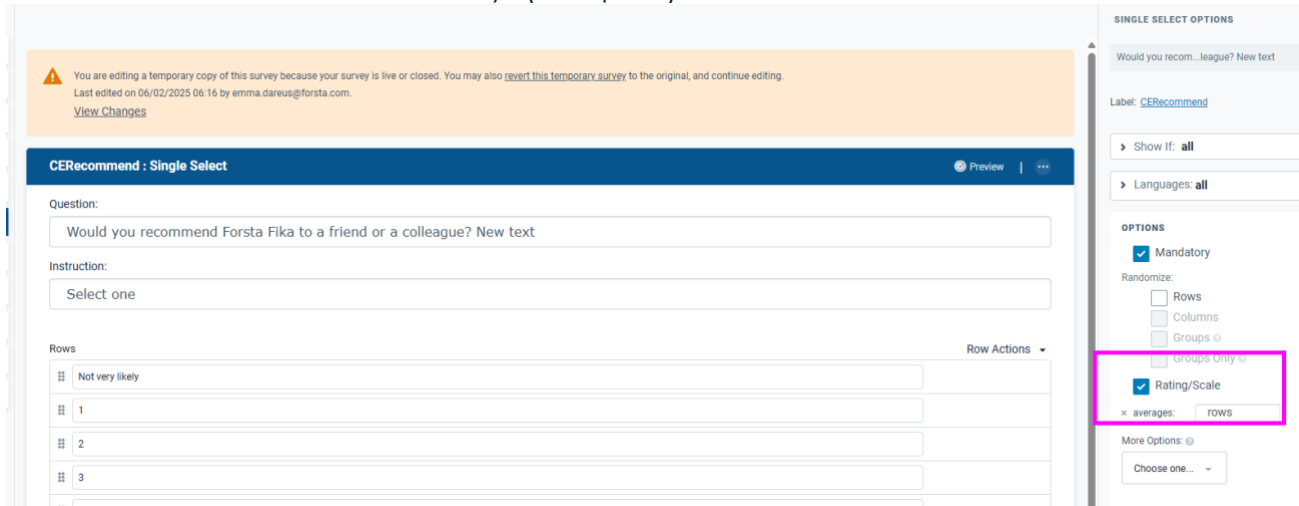 SINGLE SELECT OPTIONS
Would you recom...league? New text
You are editing a temporary copy of this survey because your survey is live or closed. You may also revert this temporary survey to the original, and continue editing.
Last edited on 06/02/2025 06:16 by emma.dareus@forsta.com.
View Changes
Label: CERecommend
Show If: all
Languages: all
CERecommend : Single Select
Preview | ...
Question:
Would you recommend Forsta Fika to a friend or a colleague? New text
Instruction:
Select one
Rows
Row Actions
Not very likely
1
2
3
OPTIONS
Mandatory
Randomize:
Rows
Columns
Groups
Groups Only
Rating/Scale
× averages: rows
More Options:
Choose one...